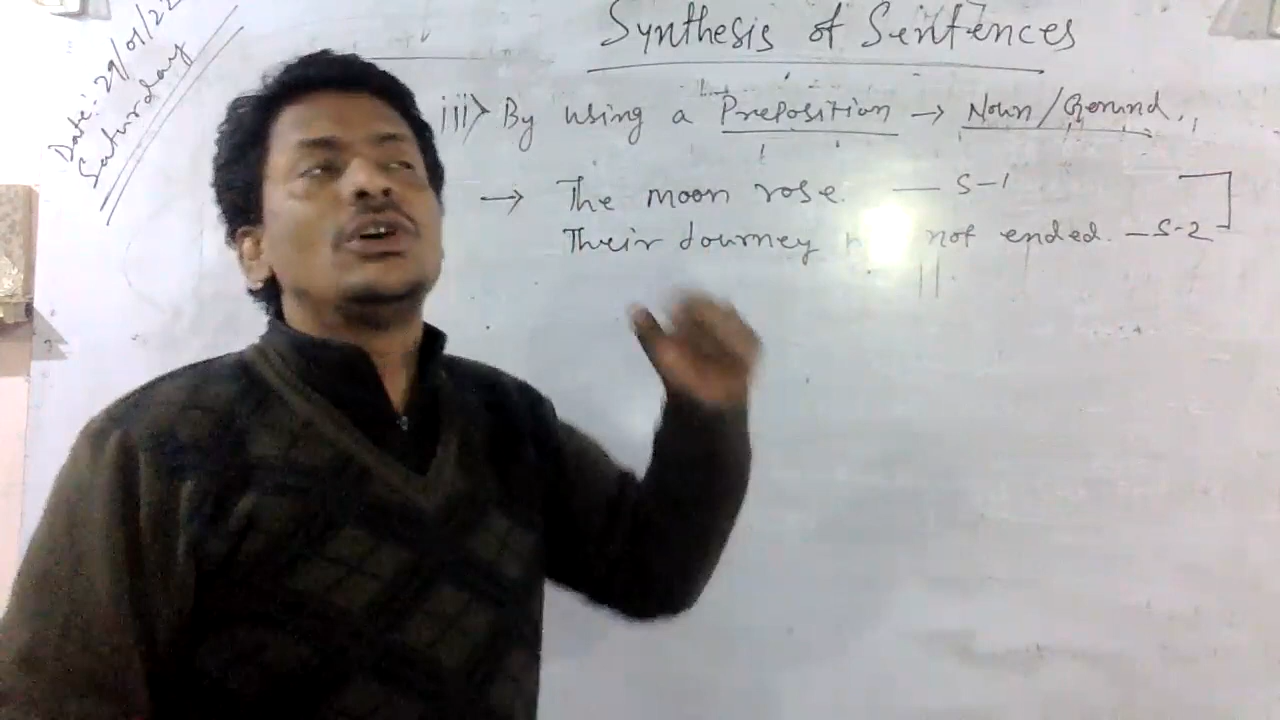 Date: 29/01/22
Saturday
Synthesis of Sentences
iii> By using a Preposition → Noun/Gerund.
→ The moon rose. — S-1
Their Journey not ended. — S-2